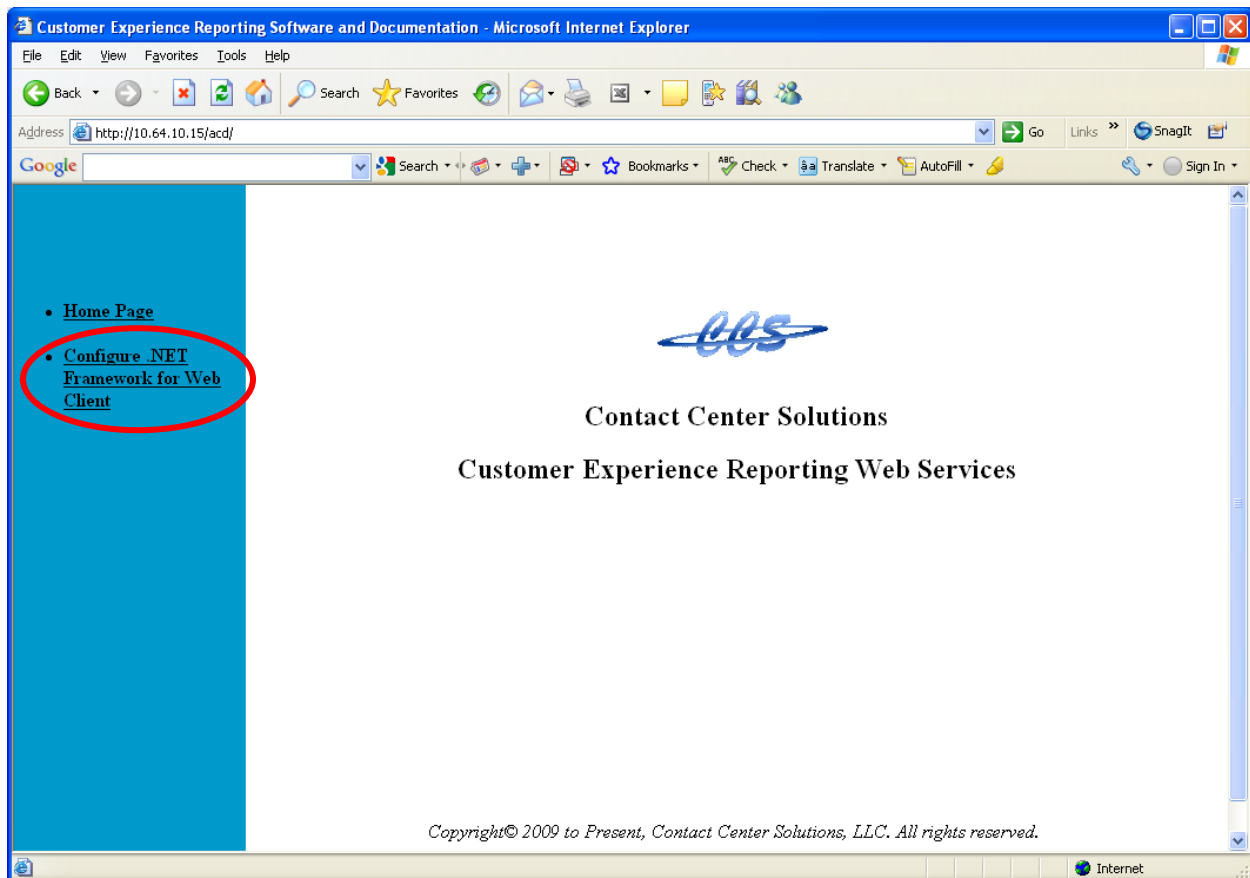 Customer Experience Reporting Software and Documentation - Microsoft Internet Explorer
File Edit View Favorites Tools Help
Back Search Favorites
Address http://10.64.10.15/acd/ Go Links » SnagIt
Google Search Bookmarks ABC Check Translate AutoFill Sign In
Home Page
Configure .NET
Framework for Web
Client
CCS
Contact Center Solutions
Customer Experience Reporting Web Services
Copyright© 2009 to Present, Contact Center Solutions, LLC. All rights reserved.
Internet